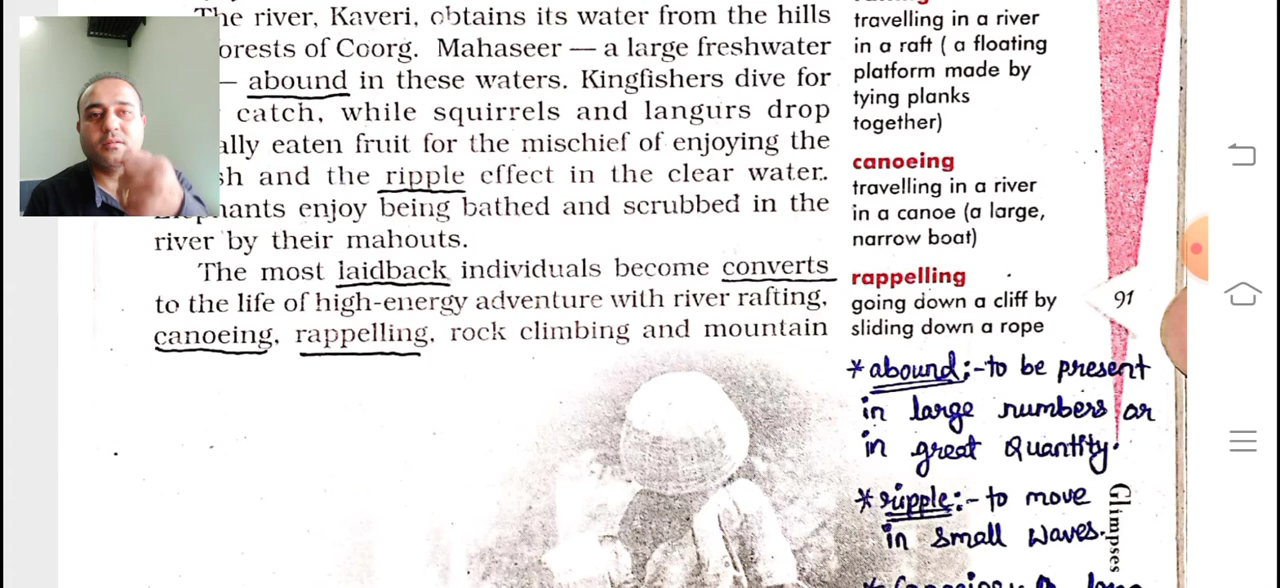 The river, Kaveri, obtains its water from the hills
orests of Coorg. Mahaseer — a large freshwater
— abound in these waters. Kingfishers dive for
catch, while squirrels and langurs drop
ally eaten fruit for the mischief of enjoying the
sh and the ripple effect in the clear water.
hants enjoy being bathed and scrubbed in the
river by their mahouts.
The most laidback individuals become converts
to the life of high-energy adventure with river rafting,
canoeing, rappelling, rock climbing and mountain
travelling in a river
in a raft ( a floating
platform made by
tying planks
together)
canoeing
travelling in a river
in a canoe (a large,
narrow boat)
rappelling
going down a cliff by
sliding down a rope
91
* abound:- to be present
in large numbers or
in great Quantity.
* ripple:- to move
in small waves.
Glimpses